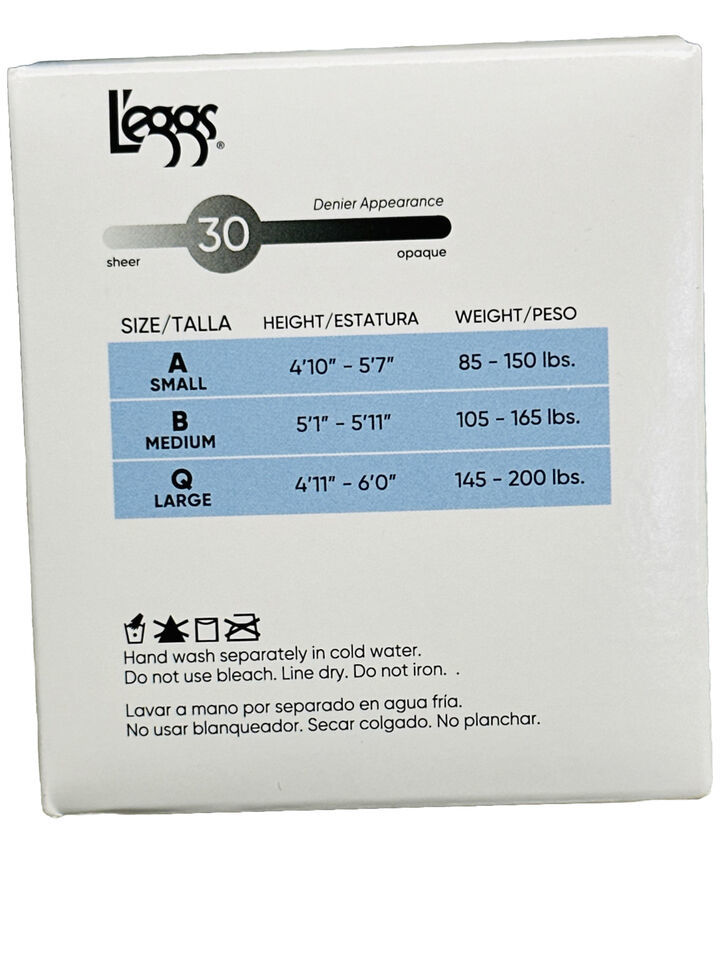 L'eggs®
Denier Appearance
30
sheer
opaque
SIZE/TALLA HEIGHT/ESTATURA WEIGHT/PESO
A
SMALL
4'10" - 5'7" 85 - 150 lbs.
B
MEDIUM
5'1" - 5'11" 105 - 165 lbs.
Q
LARGE
4'11" - 6'0" 145 - 200 lbs.
Hand wash separately in cold water.
Do not use bleach. Line dry. Do not iron. .
Lavar a mano por separado en agua fría.
No usar blanqueador. Secar colgado. No planchar.